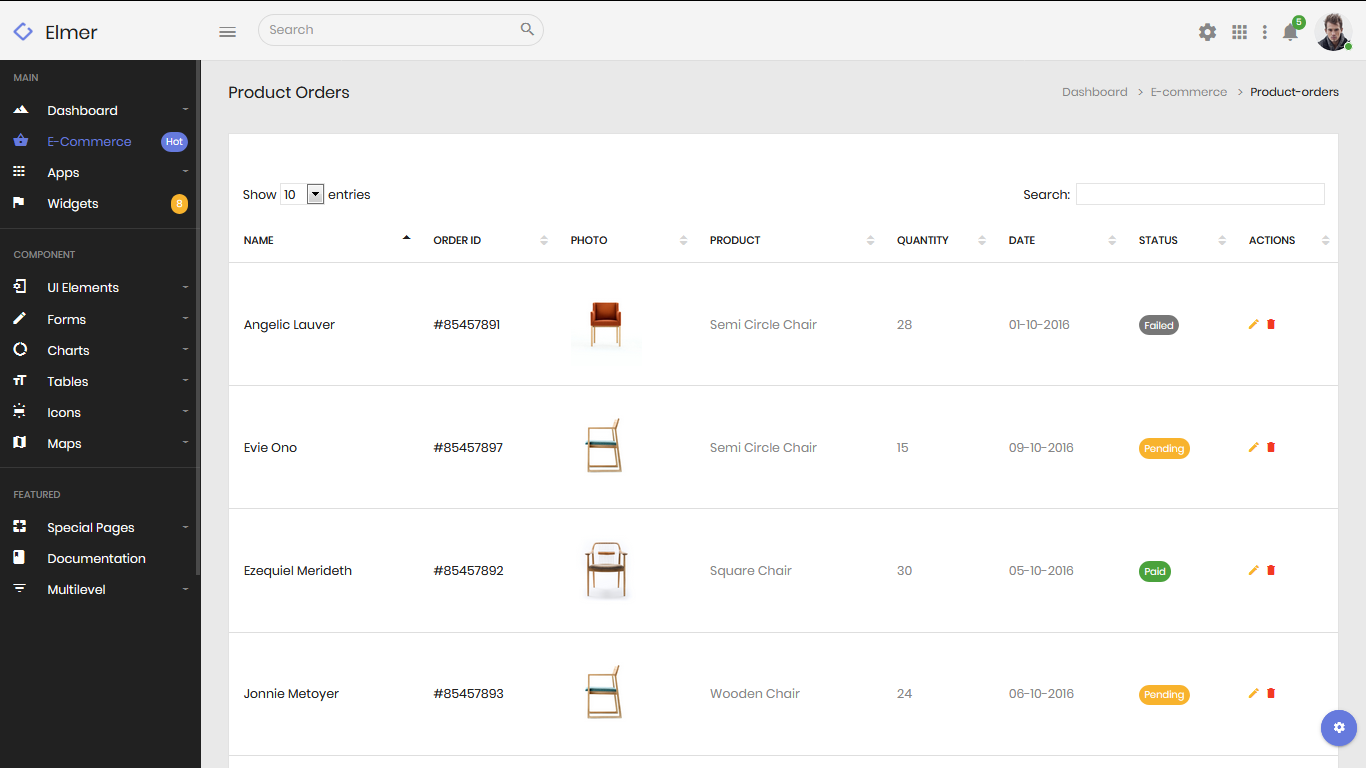 Elmer
Search
5
MAIN
Dashboard
E-Commerce Hot
Apps
Widgets 8
COMPONENT
UI Elements
Forms
Charts
Tables
Icons
Maps
FEATURED
Special Pages
Documentation
Multilevel
Product Orders
Dashboard > E-commerce > Product-orders
Show 10 entries Search:
NAME ORDER ID PHOTO PRODUCT QUANTITY DATE STATUS ACTIONS
Angelic Lauver #85457891 Semi Circle Chair 28 01-10-2016 Failed
Evie Ono #85457897 Semi Circle Chair 15 09-10-2016 Pending
Ezequiel Merideth #85457892 Square Chair 30 05-10-2016 Paid
Jonnie Metoyer #85457893 Wooden Chair 24 06-10-2016 Pending